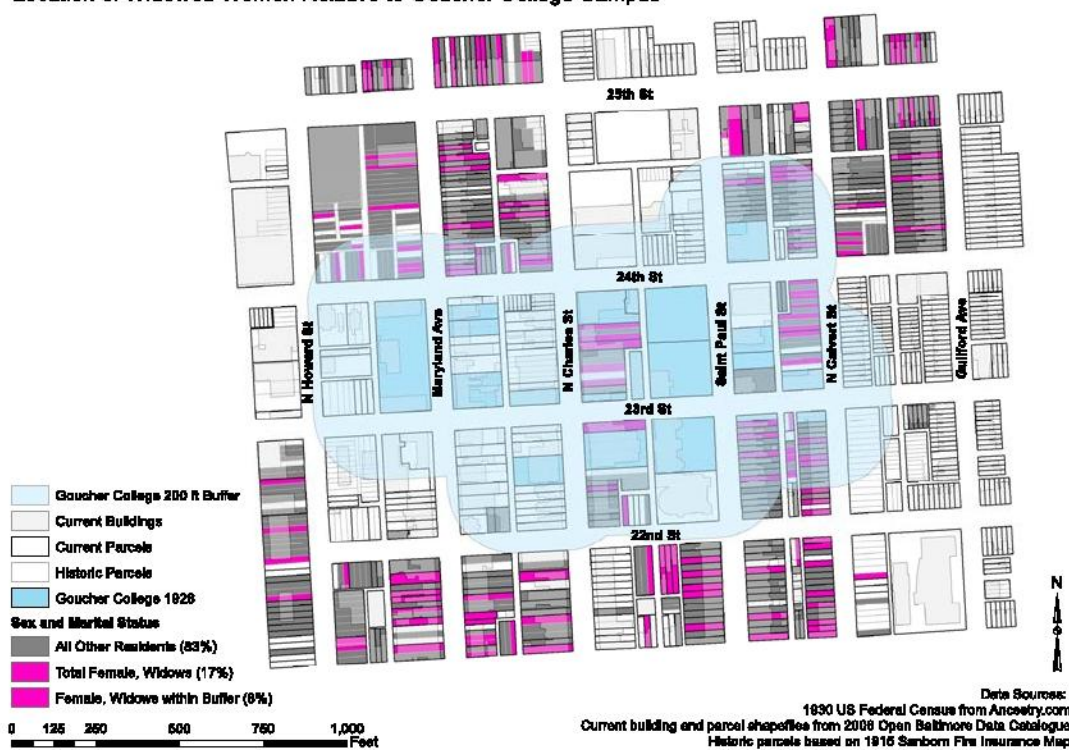 25th St
24th St
N Howard St
Maryland Ave
N Charles St
Saint Paul St
N Calvert St
Guilford Ave
23rd St
22nd St
Goucher College 200 ft Buffer
Current Buildings
Current Parcels
Historic Parcels
Goucher College 1928
Sex and Marital Status
All Other Residents (83%)
Total Female, Widows (17%)
Female, Widows within Buffer (8%)
0 125 250 500 750 1,000
Feet
N
Data Sources:
1930 US Federal Census from Ancestry.com
Current building and parcel shapefiles from 2008 Open Baltimore Data Catalogue
Historic parcels based on 1915 Sanborn Fire Insurance Map